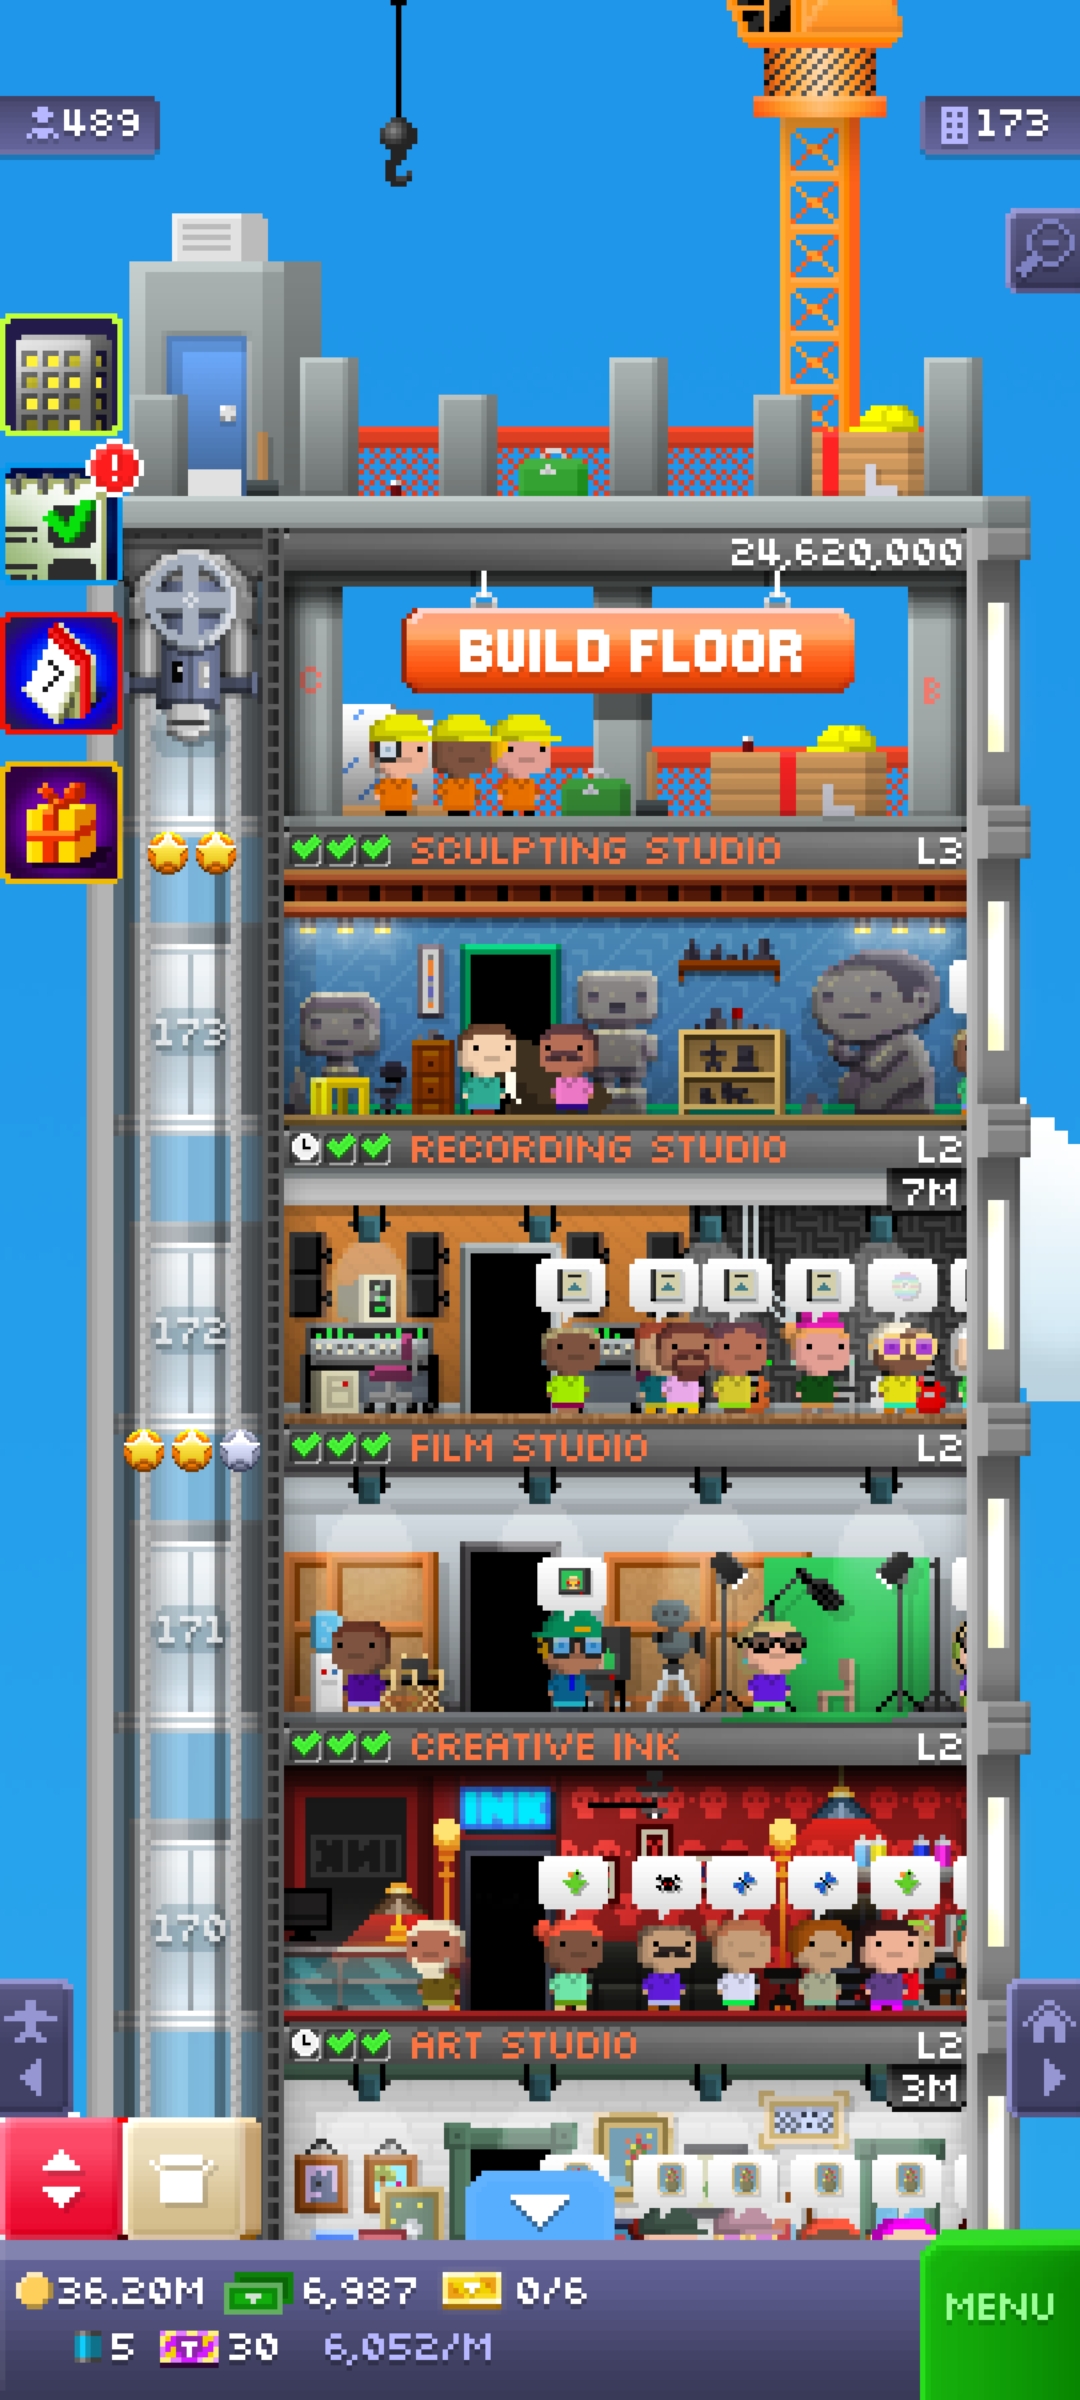 489
173
24,620,000
BUILD FLOOR
C
B
7
SCULPTING STUDIO L3
173
RECORDING STUDIO L2
7M
172
FILM STUDIO L2
171
CREATIVE INK L2
INK
170
ART STUDIO L2
3M
36.20M 6,987 0/6
MENU
5 T 30 6,052/M